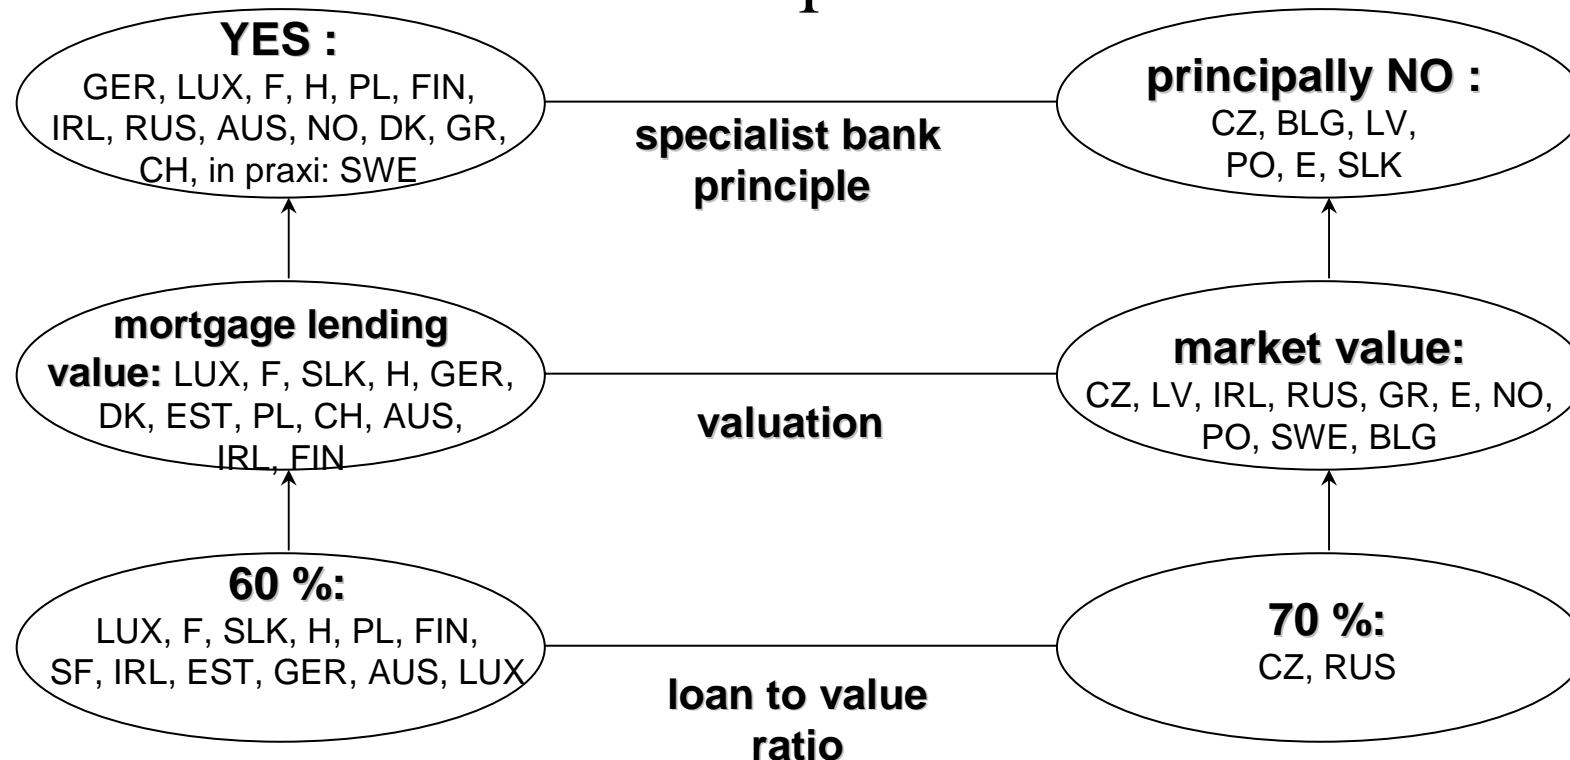 YES :
GER, LUX, F, H, PL, FIN,
IRL, RUS, AUS, NO, DK, GR,
CH, in praxi: SWE
specialist bank
principle
principally NO :
CZ, BLG, LV,
PO, E, SLK
mortgage lending
value: LUX, F, SLK, H, GER,
DK, EST, PL, CH, AUS,
IRL, FIN
valuation
market value:
CZ, LV, IRL, RUS, GR, E, NO,
PO, SWE, BLG
60 %:
LUX, F, SLK, H, PL, FIN,
SF, IRL, EST, GER, AUS, LUX
loan to value
ratio
70 %:
CZ, RUS